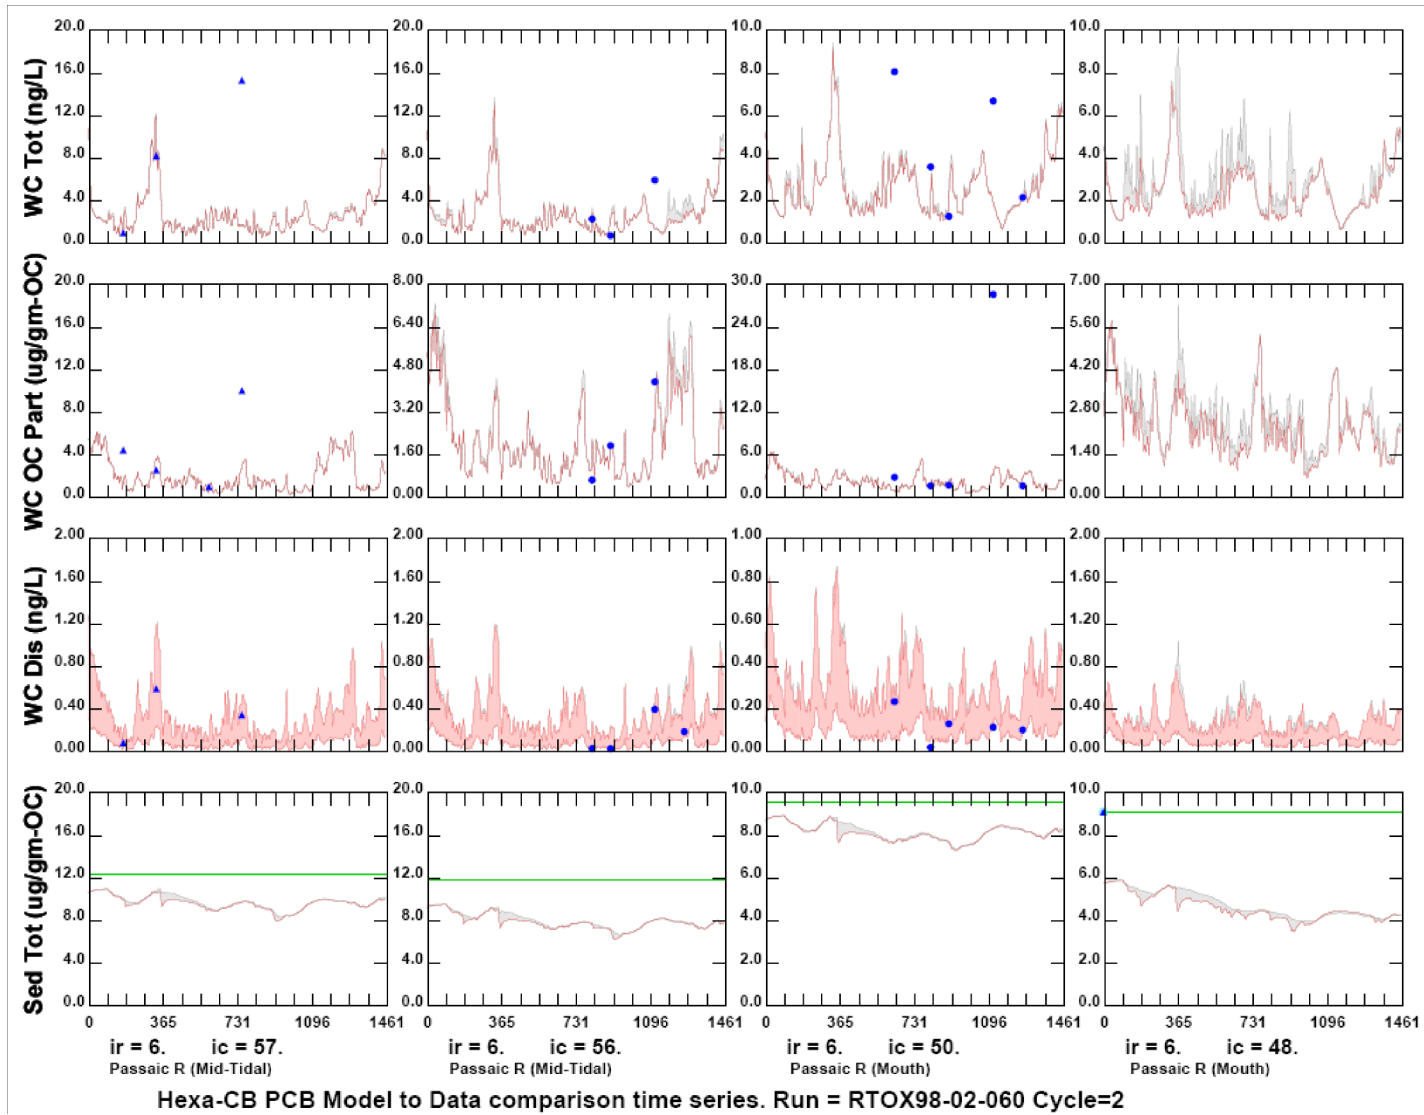 WC Tot (ng/L)
20.0 20.0 10.0 10.0
16.0 16.0 8.0 8.0
12.0 12.0 6.0 6.0
8.0 8.0 4.0 4.0
4.0 4.0 2.0 2.0
0.0 0.0 0.0 0.0
WC OC Part (ug/gm-OC)
20.0 8.00 30.0 7.00
16.0 6.40 24.0 5.60
12.0 4.80 18.0 4.20
8.0 3.20 12.0 2.80
4.0 1.60 6.0 1.40
0.0 0.00 0.0 0.00
WC Dis (ng/L)
2.00 2.00 1.00 2.00
1.60 1.60 0.80 1.60
1.20 1.20 0.60 1.20
0.80 0.80 0.40 0.80
0.40 0.40 0.20 0.40
0.00 0.00 0.00 0.00
Sed Tot (ug/gm-OC)
20.0 20.0 10.0 10.0
16.0 16.0 8.0 8.0
12.0 12.0 6.0 6.0
8.0 8.0 4.0 4.0
4.0 4.0 2.0 2.0
0.0 0.0 0.0 0.0
0 365 731 1096 1461 0 365 731 1096 1461 0 365 731 1096 1461 0 365 731 1096 1461
ir = 6. ic = 57. ir = 6. ic = 56. ir = 6. ic = 50. ir = 6. ic = 48.
Passaic R (Mid-Tidal) Passaic R (Mid-Tidal) Passaic R (Mouth) Passaic R (Mouth)
Hexa-CB PCB Model to Data comparison time series. Run = RTOX98-02-060 Cycle=2